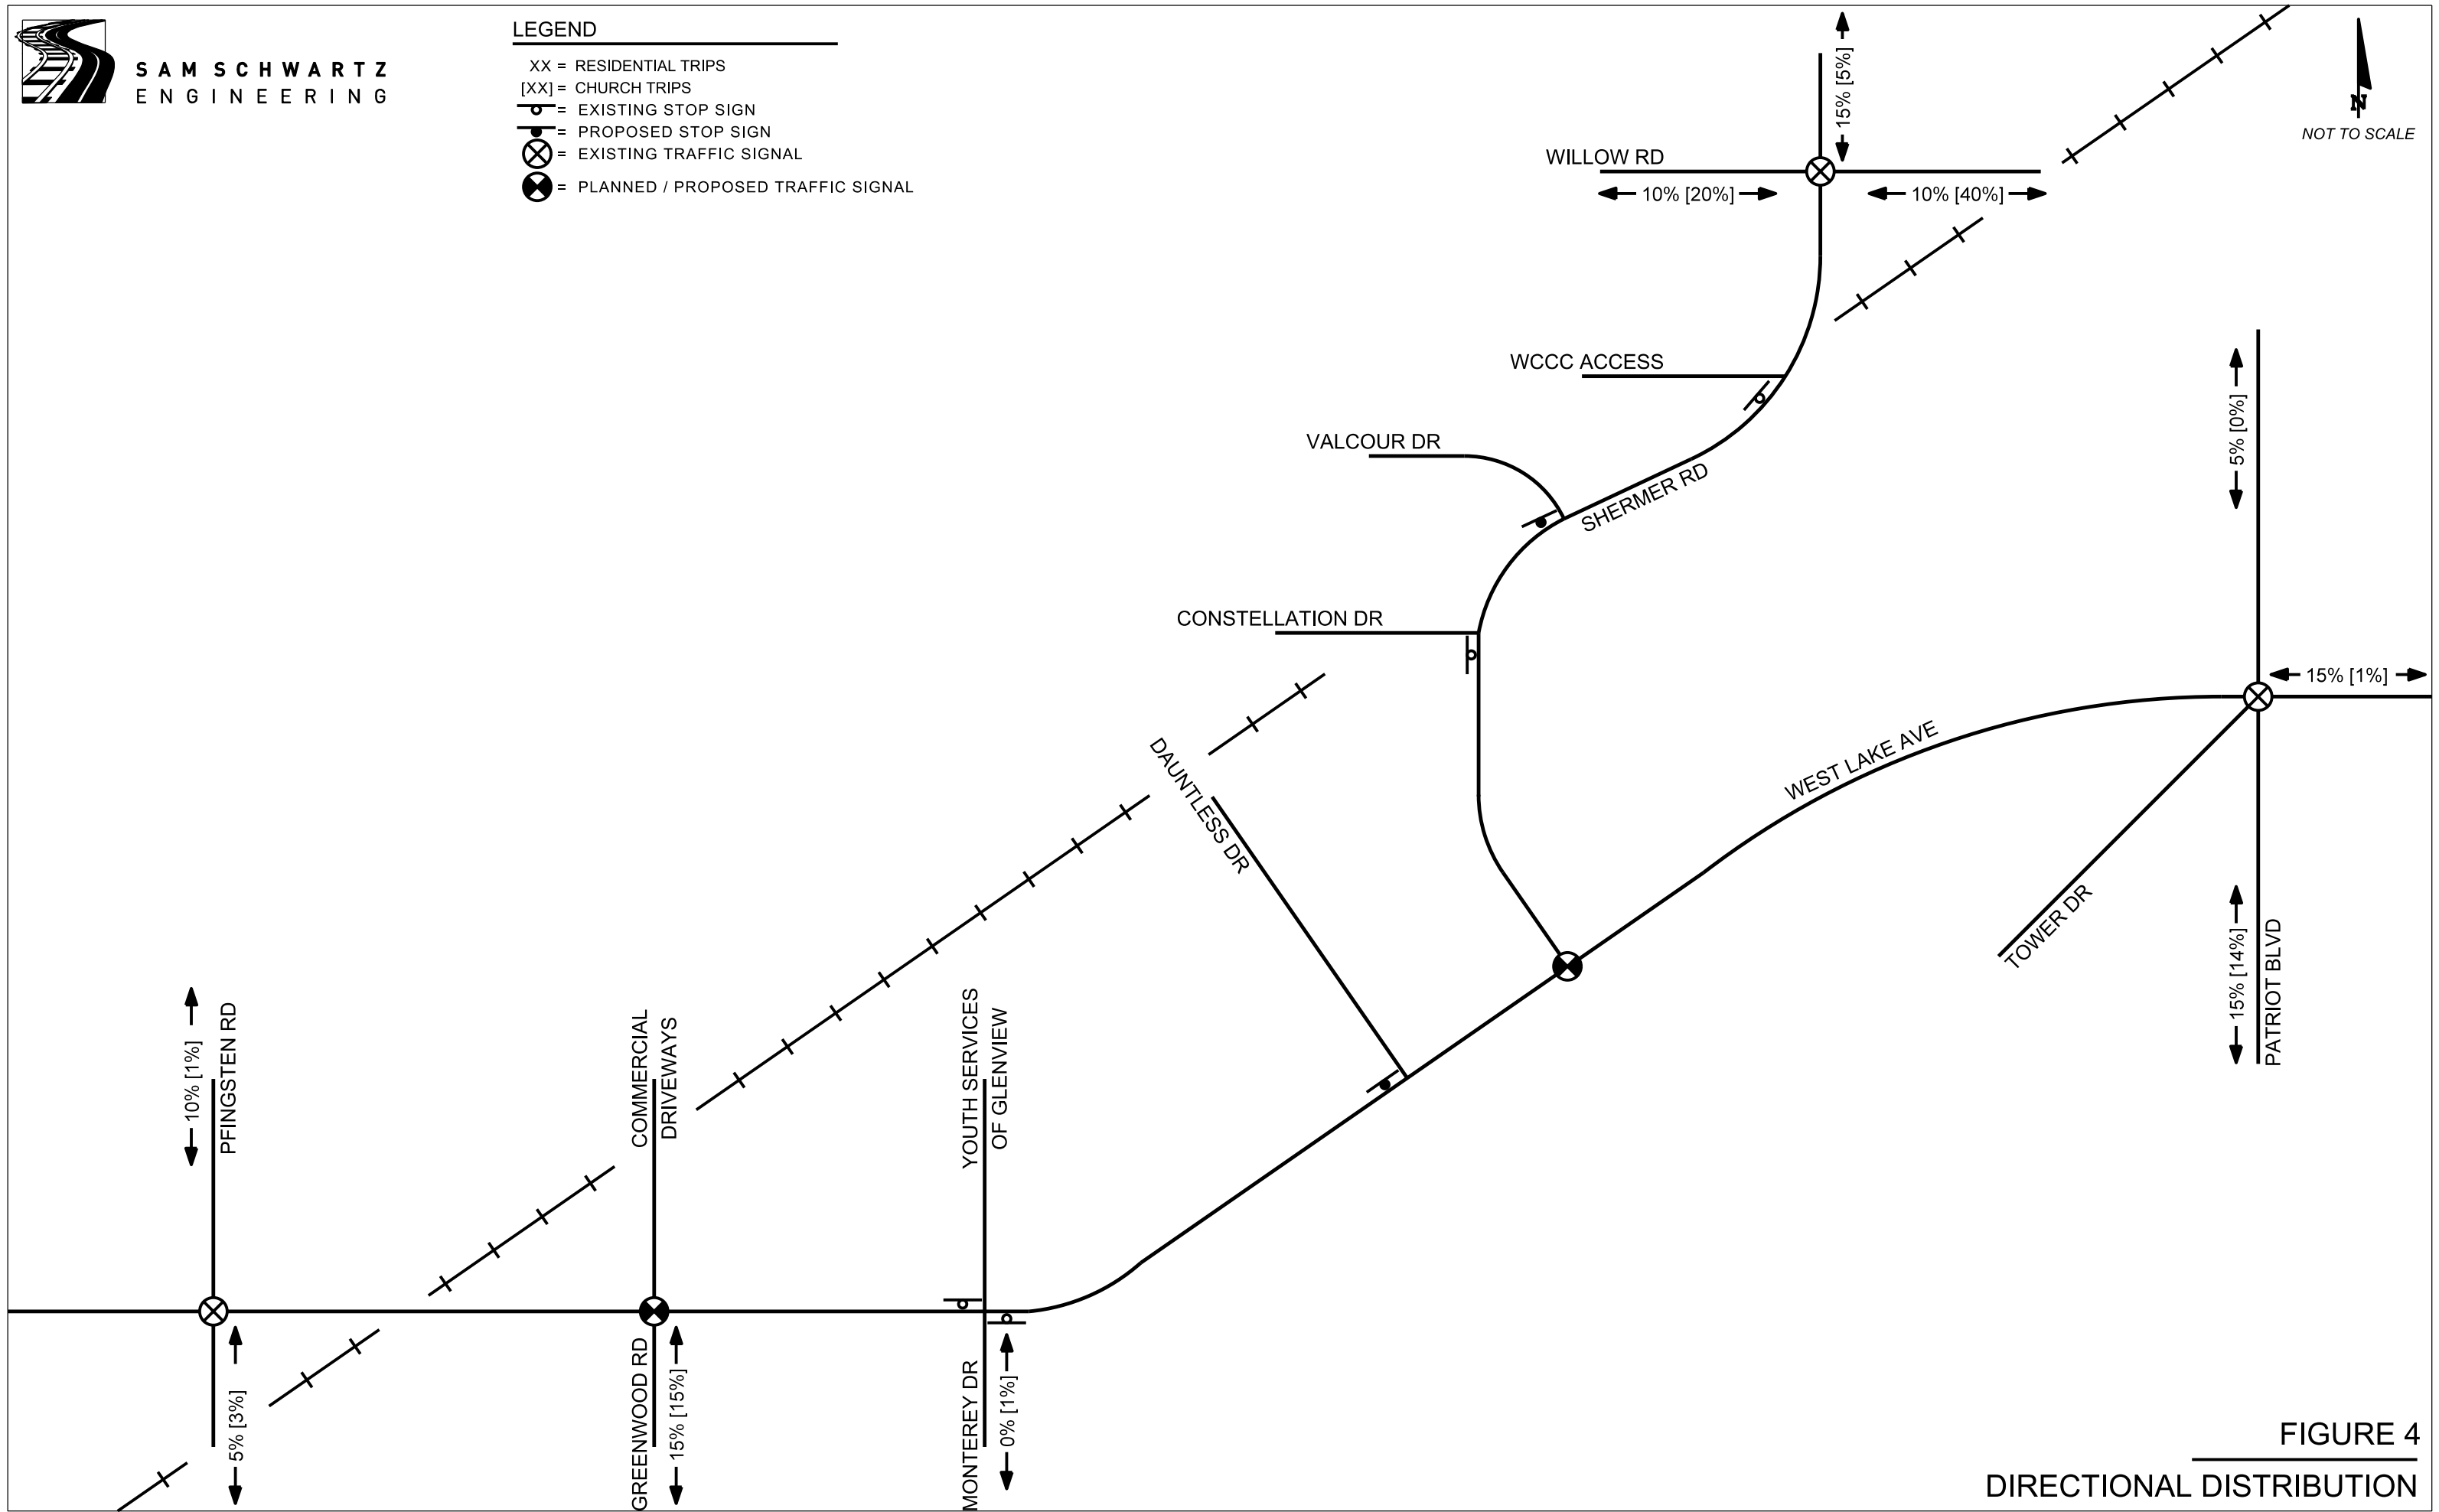 SAM SCHWARTZ
ENGINEERING
LEGEND
XX = RESIDENTIAL TRIPS
[XX] = CHURCH TRIPS
= EXISTING STOP SIGN
= PROPOSED STOP SIGN
= EXISTING TRAFFIC SIGNAL
= PLANNED / PROPOSED TRAFFIC SIGNAL
N
NOT TO SCALE
15% [5%]
WILLOW RD
10% [20%]
10% [40%]
WCCC ACCESS
VALCOUR DR
SHERMER RD
5% [0%]
CONSTELLATION DR
15% [1%]
DAUNTLESS DR
WEST LAKE AVE
TOWER DR
15% [14%]
PATRIOT BLVD
10% [1%]
PFINGSTEN RD
COMMERCIAL
DRIVEWAYS
YOUTH SERVICES
OF GLENVIEW
5% [3%]
GREENWOOD RD
15% [15%]
MONTEREY DR
0% [1%]
FIGURE 4
DIRECTIONAL DISTRIBUTION